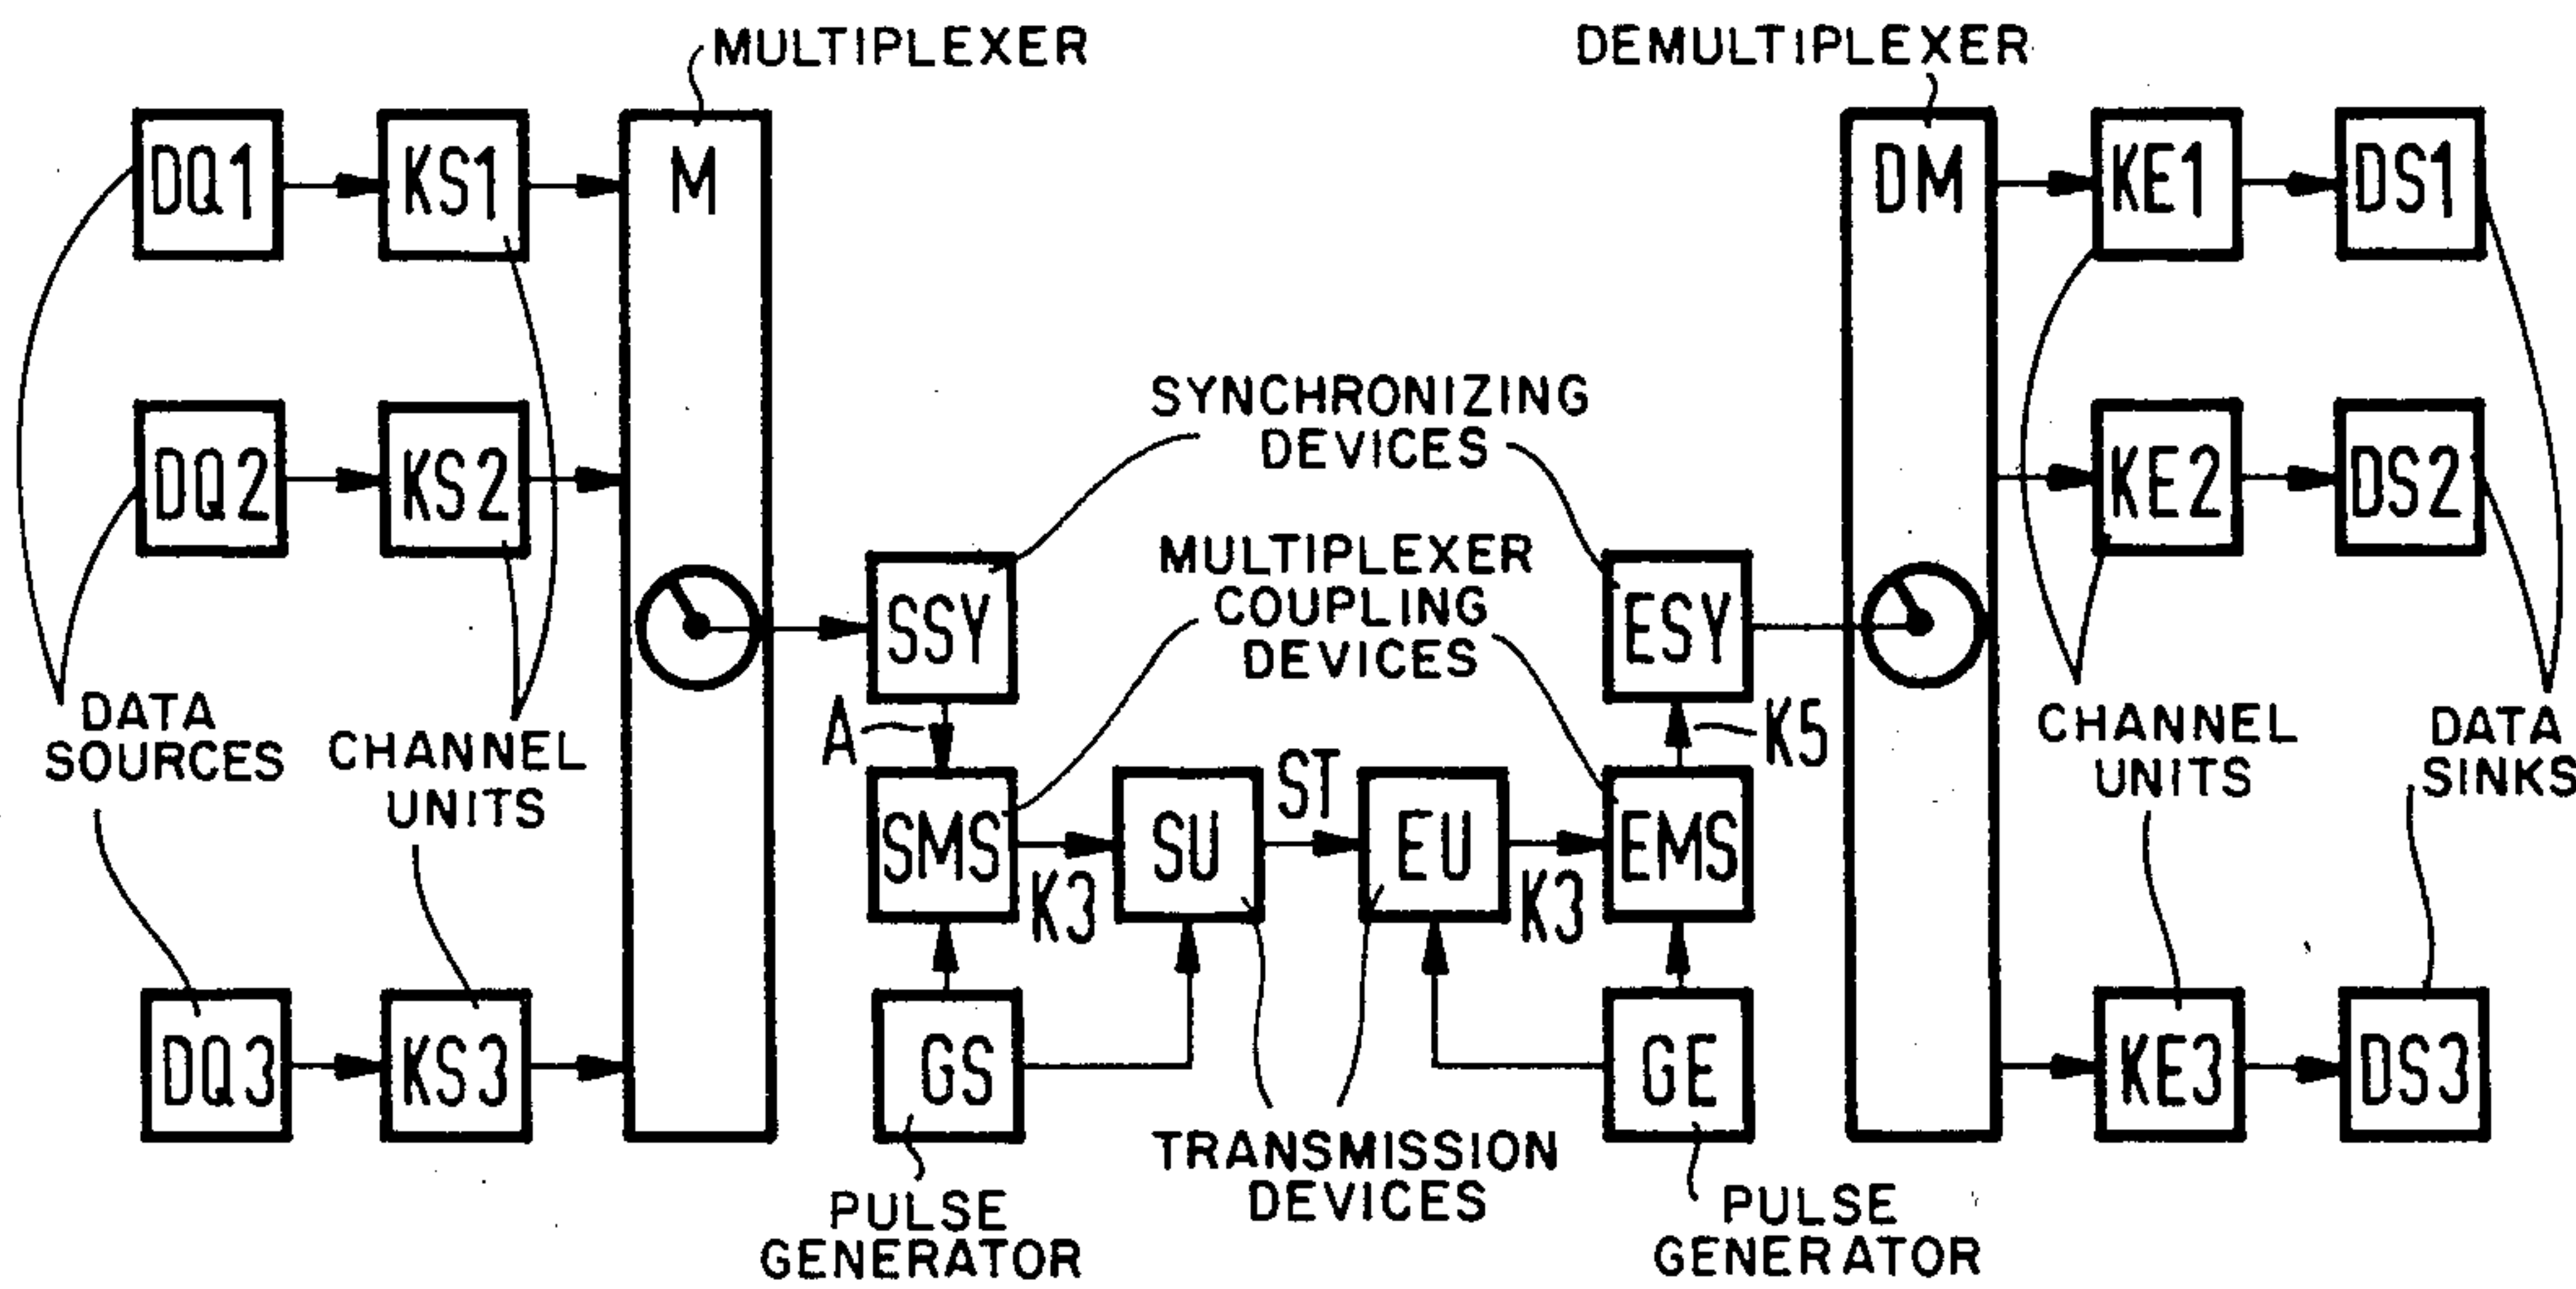 MULTIPLEXER
DEMULTIPLEXER
DQ1
KS1
M
DM
KE1
DS1
SYNCHRONIZING
DEVICES
DQ2
KS2
KE2
DS2
MULTIPLEXER
COUPLING
DEVICES
SSY
ESY
DATA
SOURCES
CHANNEL
UNITS
A
K5
CHANNEL
UNITS
DATA
SINKS
ST
SMS
K3
SU
EU
K3
EMS
DQ3
KS3
GS
GE
KE3
DS3
TRANSMISSION
DEVICES
PULSE
GENERATOR
PULSE
GENERATOR